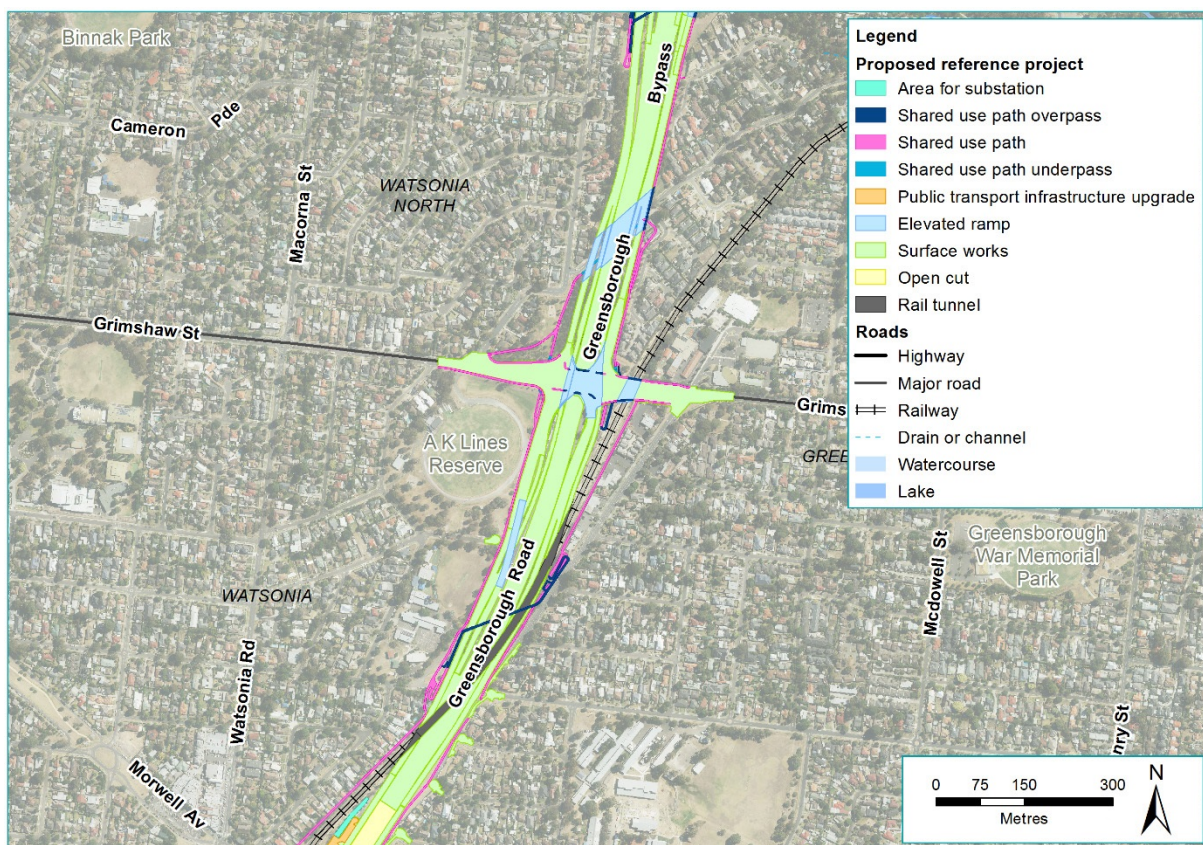 Binnak Park
Cameron
Pde
Macorna St
WATSONIA
NORTH
Bypass
Greensborough
Grimshaw St
Grims
GREE
A K Lines
Reserve
Greensborough
War Memorial
Park
Mcdowell St
WATSONIA
Greensborough Road
Watsonia Rd
Morwell Av
nry St
Legend
Proposed reference project
Area for substation
Shared use path overpass
Shared use path
Shared use path underpass
Public transport infrastructure upgrade
Elevated ramp
Surface works
Open cut
Rail tunnel
Roads
Highway
Major road
Railway
Drain or channel
Watercourse
Lake
0 75 150 300
Metres
N